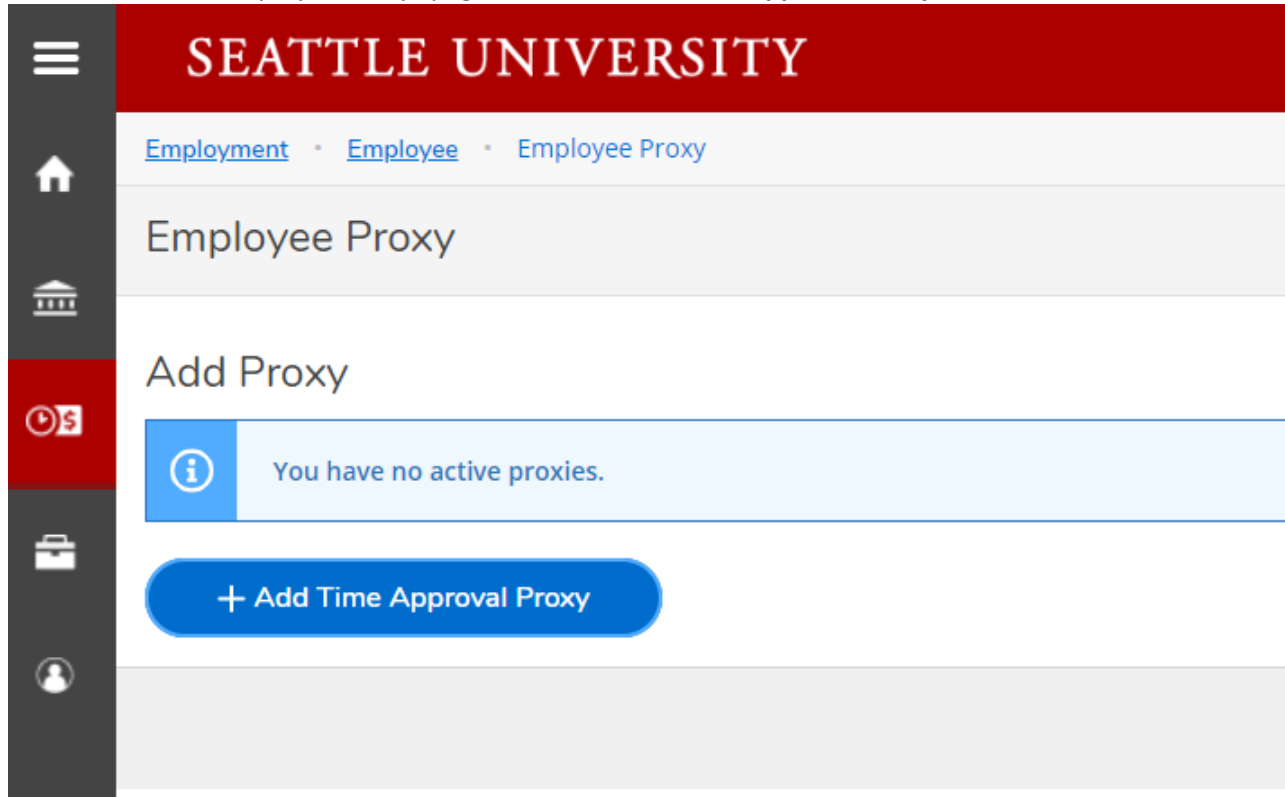 SEATTLE UNIVERSITY
Employment · Employee · Employee Proxy
Employee Proxy
Add Proxy
You have no active proxies.
+ Add Time Approval Proxy